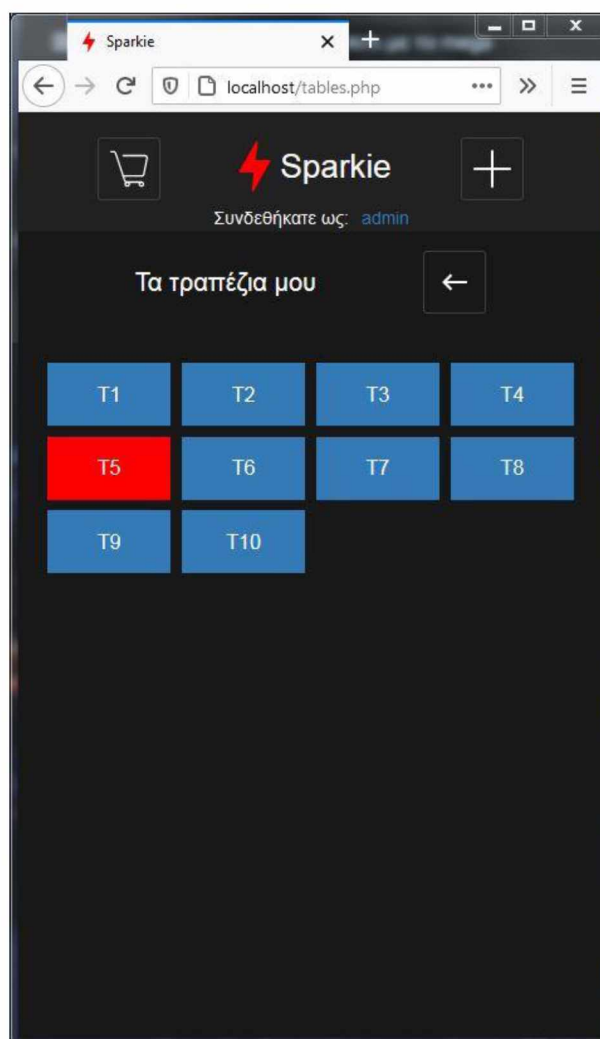 Sparkie
localhost/tables.php
Sparkie
Συνδεθήκατε ως: admin
Τα τραπέζια μου
T1 T2 T3 T4
T5 T6 T7 T8
T9 T10